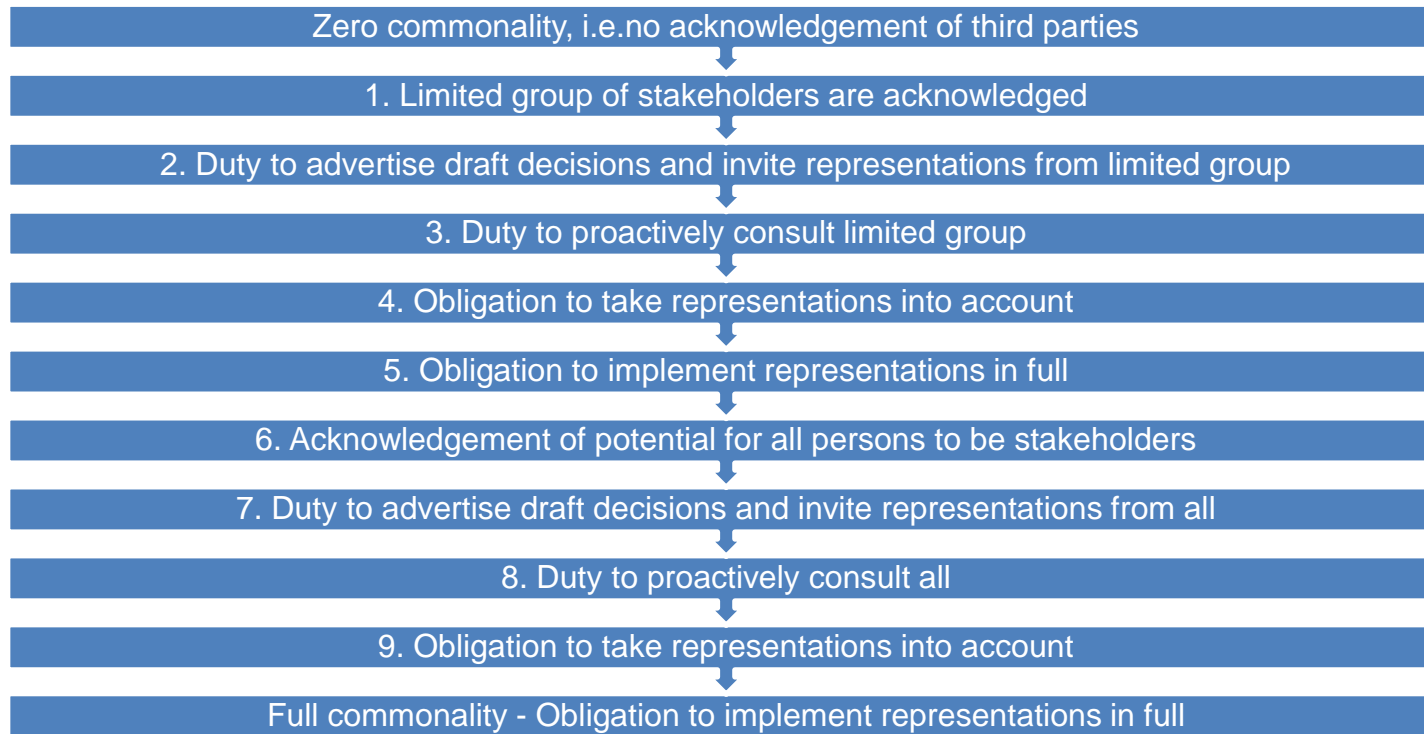 Zero commonality, i.e.no acknowledgement of third parties
1. Limited group of stakeholders are acknowledged
2. Duty to advertise draft decisions and invite representations from limited group
3. Duty to proactively consult limited group
4. Obligation to take representations into account
5. Obligation to implement representations in full
6. Acknowledgement of potential for all persons to be stakeholders
7. Duty to advertise draft decisions and invite representations from all
8. Duty to proactively consult all
9. Obligation to take representations into account
Full commonality - Obligation to implement representations in full